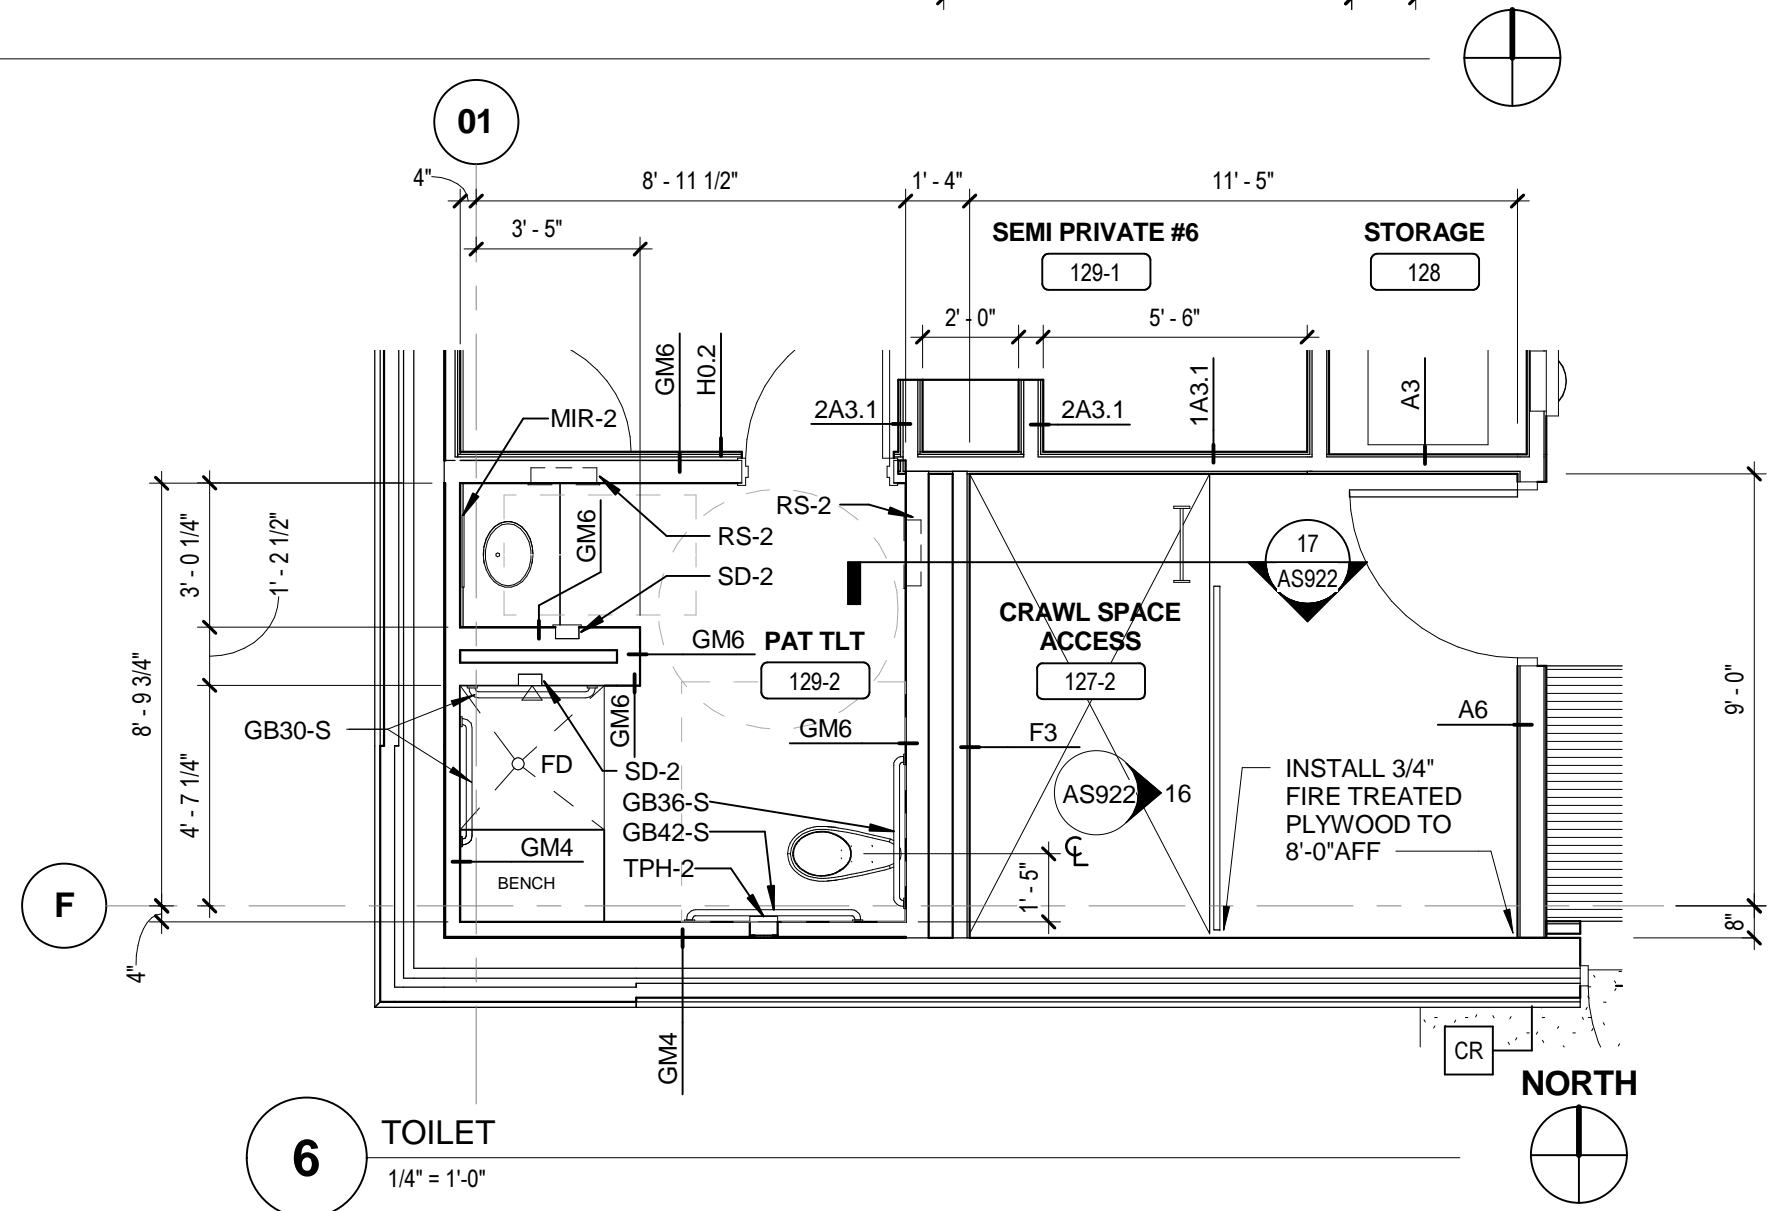 01
4"
8' - 11 1/2"
1' - 4"
11' - 5"
3' - 5"
SEMI PRIVATE #6
129-1
STORAGE
128
2' - 0"
5' - 6"
GM6
H0.2
2A3.1
2A3.1
1A3.1
A3
MIR-2
RS-2
RS-2
GM6
SD-2
17
AS922
3' - 0 1/4"
1' - 2 1/2"
8' - 9 3/4"
4' - 7 1/4"
4"
CRAWL SPACE
ACCESS
127-2
GM6
PAT TLT
129-2
GM6
GB30-S
FD
GM6
F3
A6
9' - 0"
SD-2
GB36-S
GB42-S
TPH-2
AS922
16
INSTALL 3/4"
FIRE TREATED
PLYWOOD TO
8'-0"AFF
GM4
BENCH
℄
1' - 5"
F
8"
GM4
CR
NORTH
6
TOILET
1/4" = 1'-0"